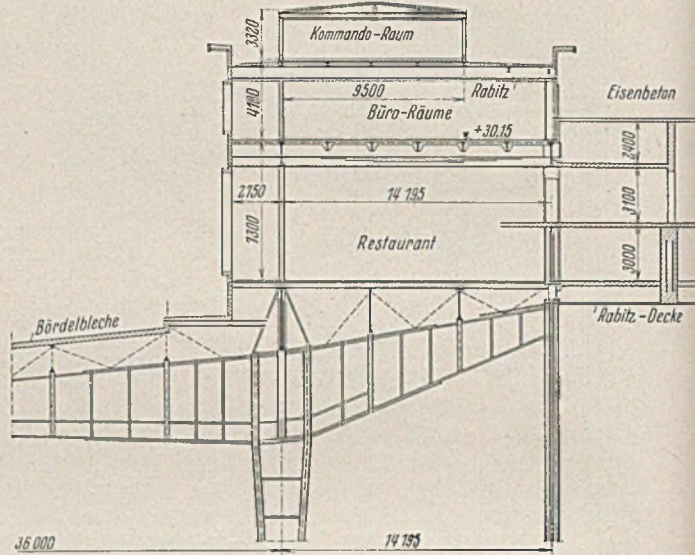 Kommando-Raum
3320
9500
Rabitz
Eisenbeton
4100
Büro-Räume
+30.15
2400
2750
14 195
3100
7300
Restaurant
3000
Bördelbleche
Rabitz-Decke
36 000
14 195